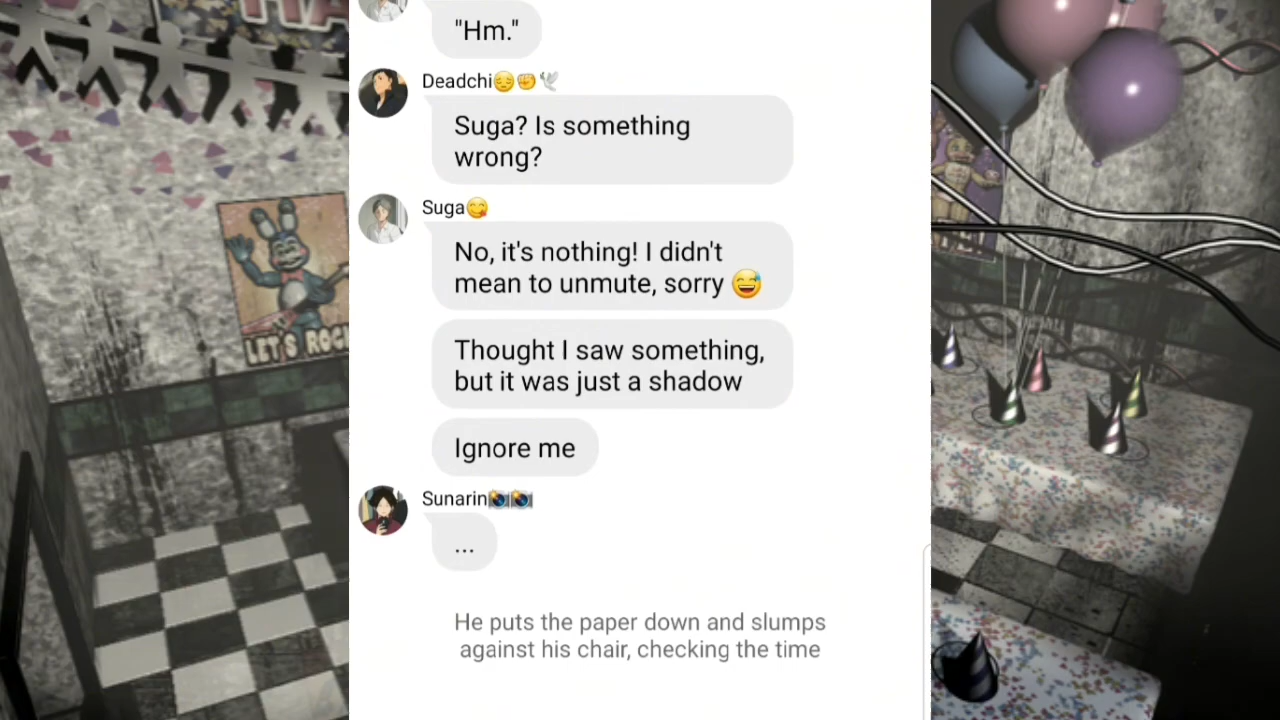 HA
LET'S ROCK
"Hm."
Deadchi😔✊🕊
Suga? Is something
wrong?
Suga😋
No, it's nothing! I didn't
mean to unmute, sorry 😅
Thought I saw something,
but it was just a shadow
Ignore me
Sunarin📸📸
...
He puts the paper down and slumps
against his chair, checking the time